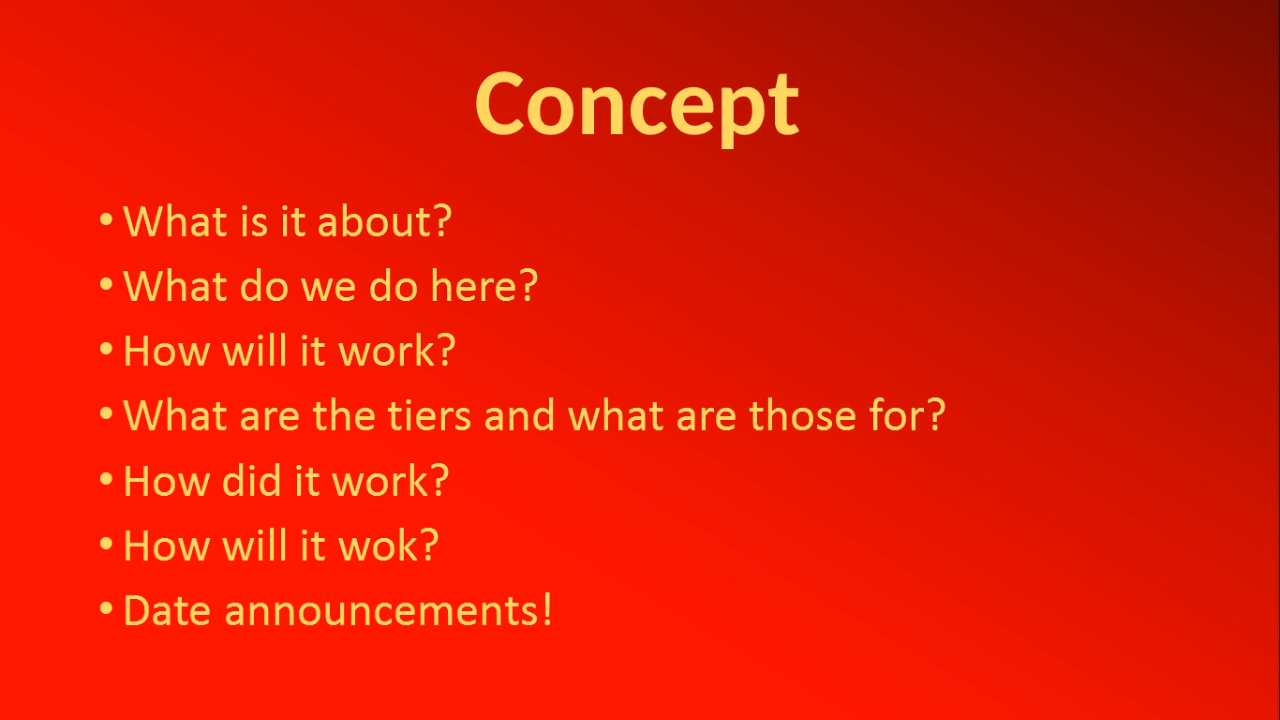 Concept
• What is it about?
• What do we do here?
• How will it work?
• What are the tiers and what are those for?
• How did it work?
• How will it wok?
• Date announcements!